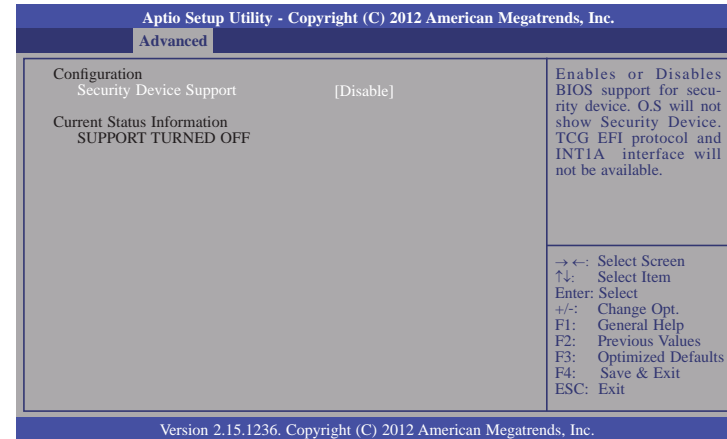 Aptio Setup Utility - Copyright (C) 2012 American Megatrends, Inc.
Advanced
Configuration
Security Device Support [Disable]
Current Status Information
SUPPORT TURNED OFF
Enables or Disables
BIOS support for secu-
rity device. O.S will not
show Security Device.
TCG EFI protocol and
INT1A interface will
not be available.
→←: Select Screen
↑↓: Select Item
Enter: Select
+/-: Change Opt.
F1: General Help
F2: Previous Values
F3: Optimized Defaults
F4: Save & Exit
ESC: Exit
Version 2.15.1236. Copyright (C) 2012 American Megatrends, Inc.